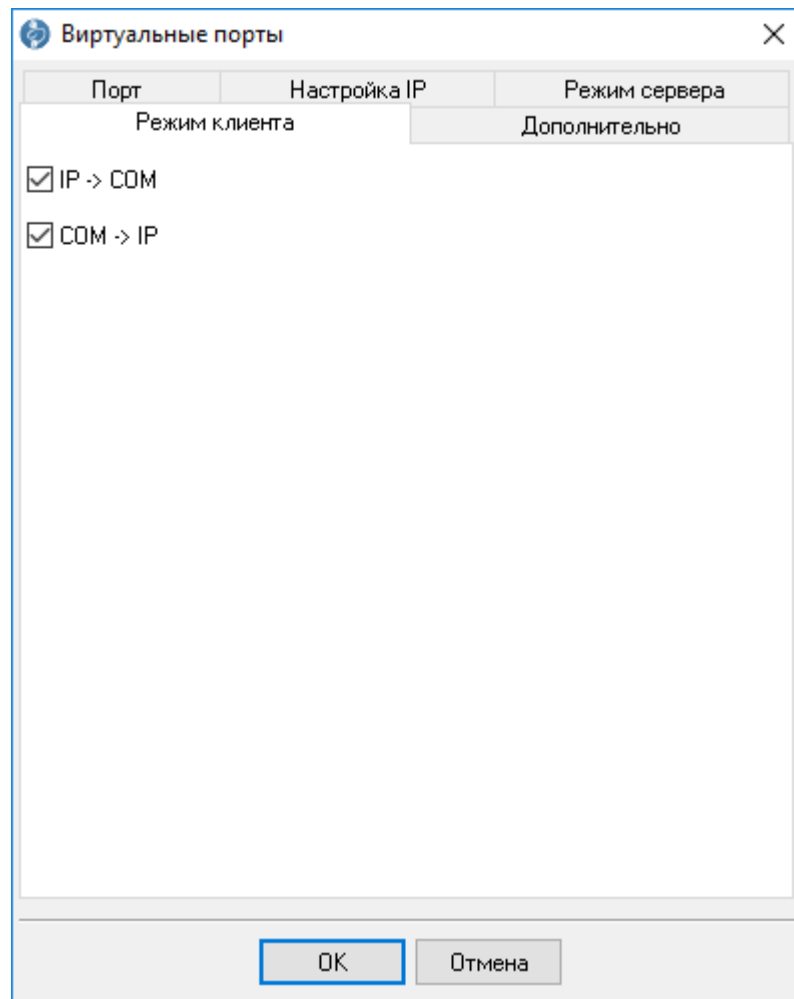 Виртуальные порты
Порт Настройка IP Режим сервера
Режим клиента Дополнительно
IP -> COM
COM -> IP
OK Отмена